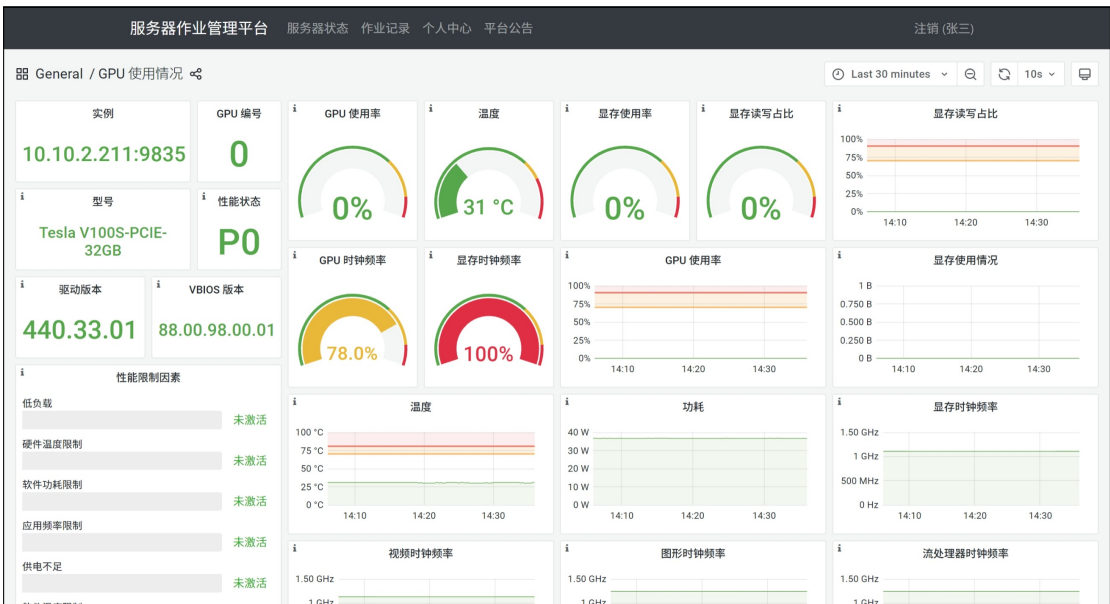 服务器作业管理平台 服务器状态 作业记录 个人中心 平台公告 注销 (张三)
General / GPU 使用情况
Last 30 minutes
10s
实例
10.10.2.211:9835
GPU 编号
0
型号
Tesla V100S-PCIE-
32GB
性能状态
P0
驱动版本
440.33.01
VBIOS 版本
88.00.98.00.01
性能限制因素
低负载
未激活
硬件温度限制
未激活
软件功耗限制
未激活
应用频率限制
未激活
供电不足
未激活
GPU 使用率
0%
温度
31 °C
显存使用率
0%
显存读写占比
0%
显存读写占比
100%
75%
50%
25%
0%
14:10 14:20 14:30
GPU 时钟频率
78.0%
显存时钟频率
100%
GPU 使用率
100%
75%
50%
25%
0%
14:10 14:20 14:30
显存使用情况
1 B
0.750 B
0.500 B
0.250 B
0 B
14:10 14:20 14:30
温度
100 °C
75 °C
50 °C
25 °C
0 °C
14:10 14:20 14:30
功耗
40 W
30 W
20 W
10 W
0 W
14:10 14:20 14:30
显存时钟频率
1.50 GHz
1 GHz
500 MHz
0 Hz
14:10 14:20 14:30
视频时钟频率
1.50 GHz
1 GHz
图形时钟频率
1.50 GHz
1 GHz
流处理器时钟频率
1.50 GHz
1 GHz